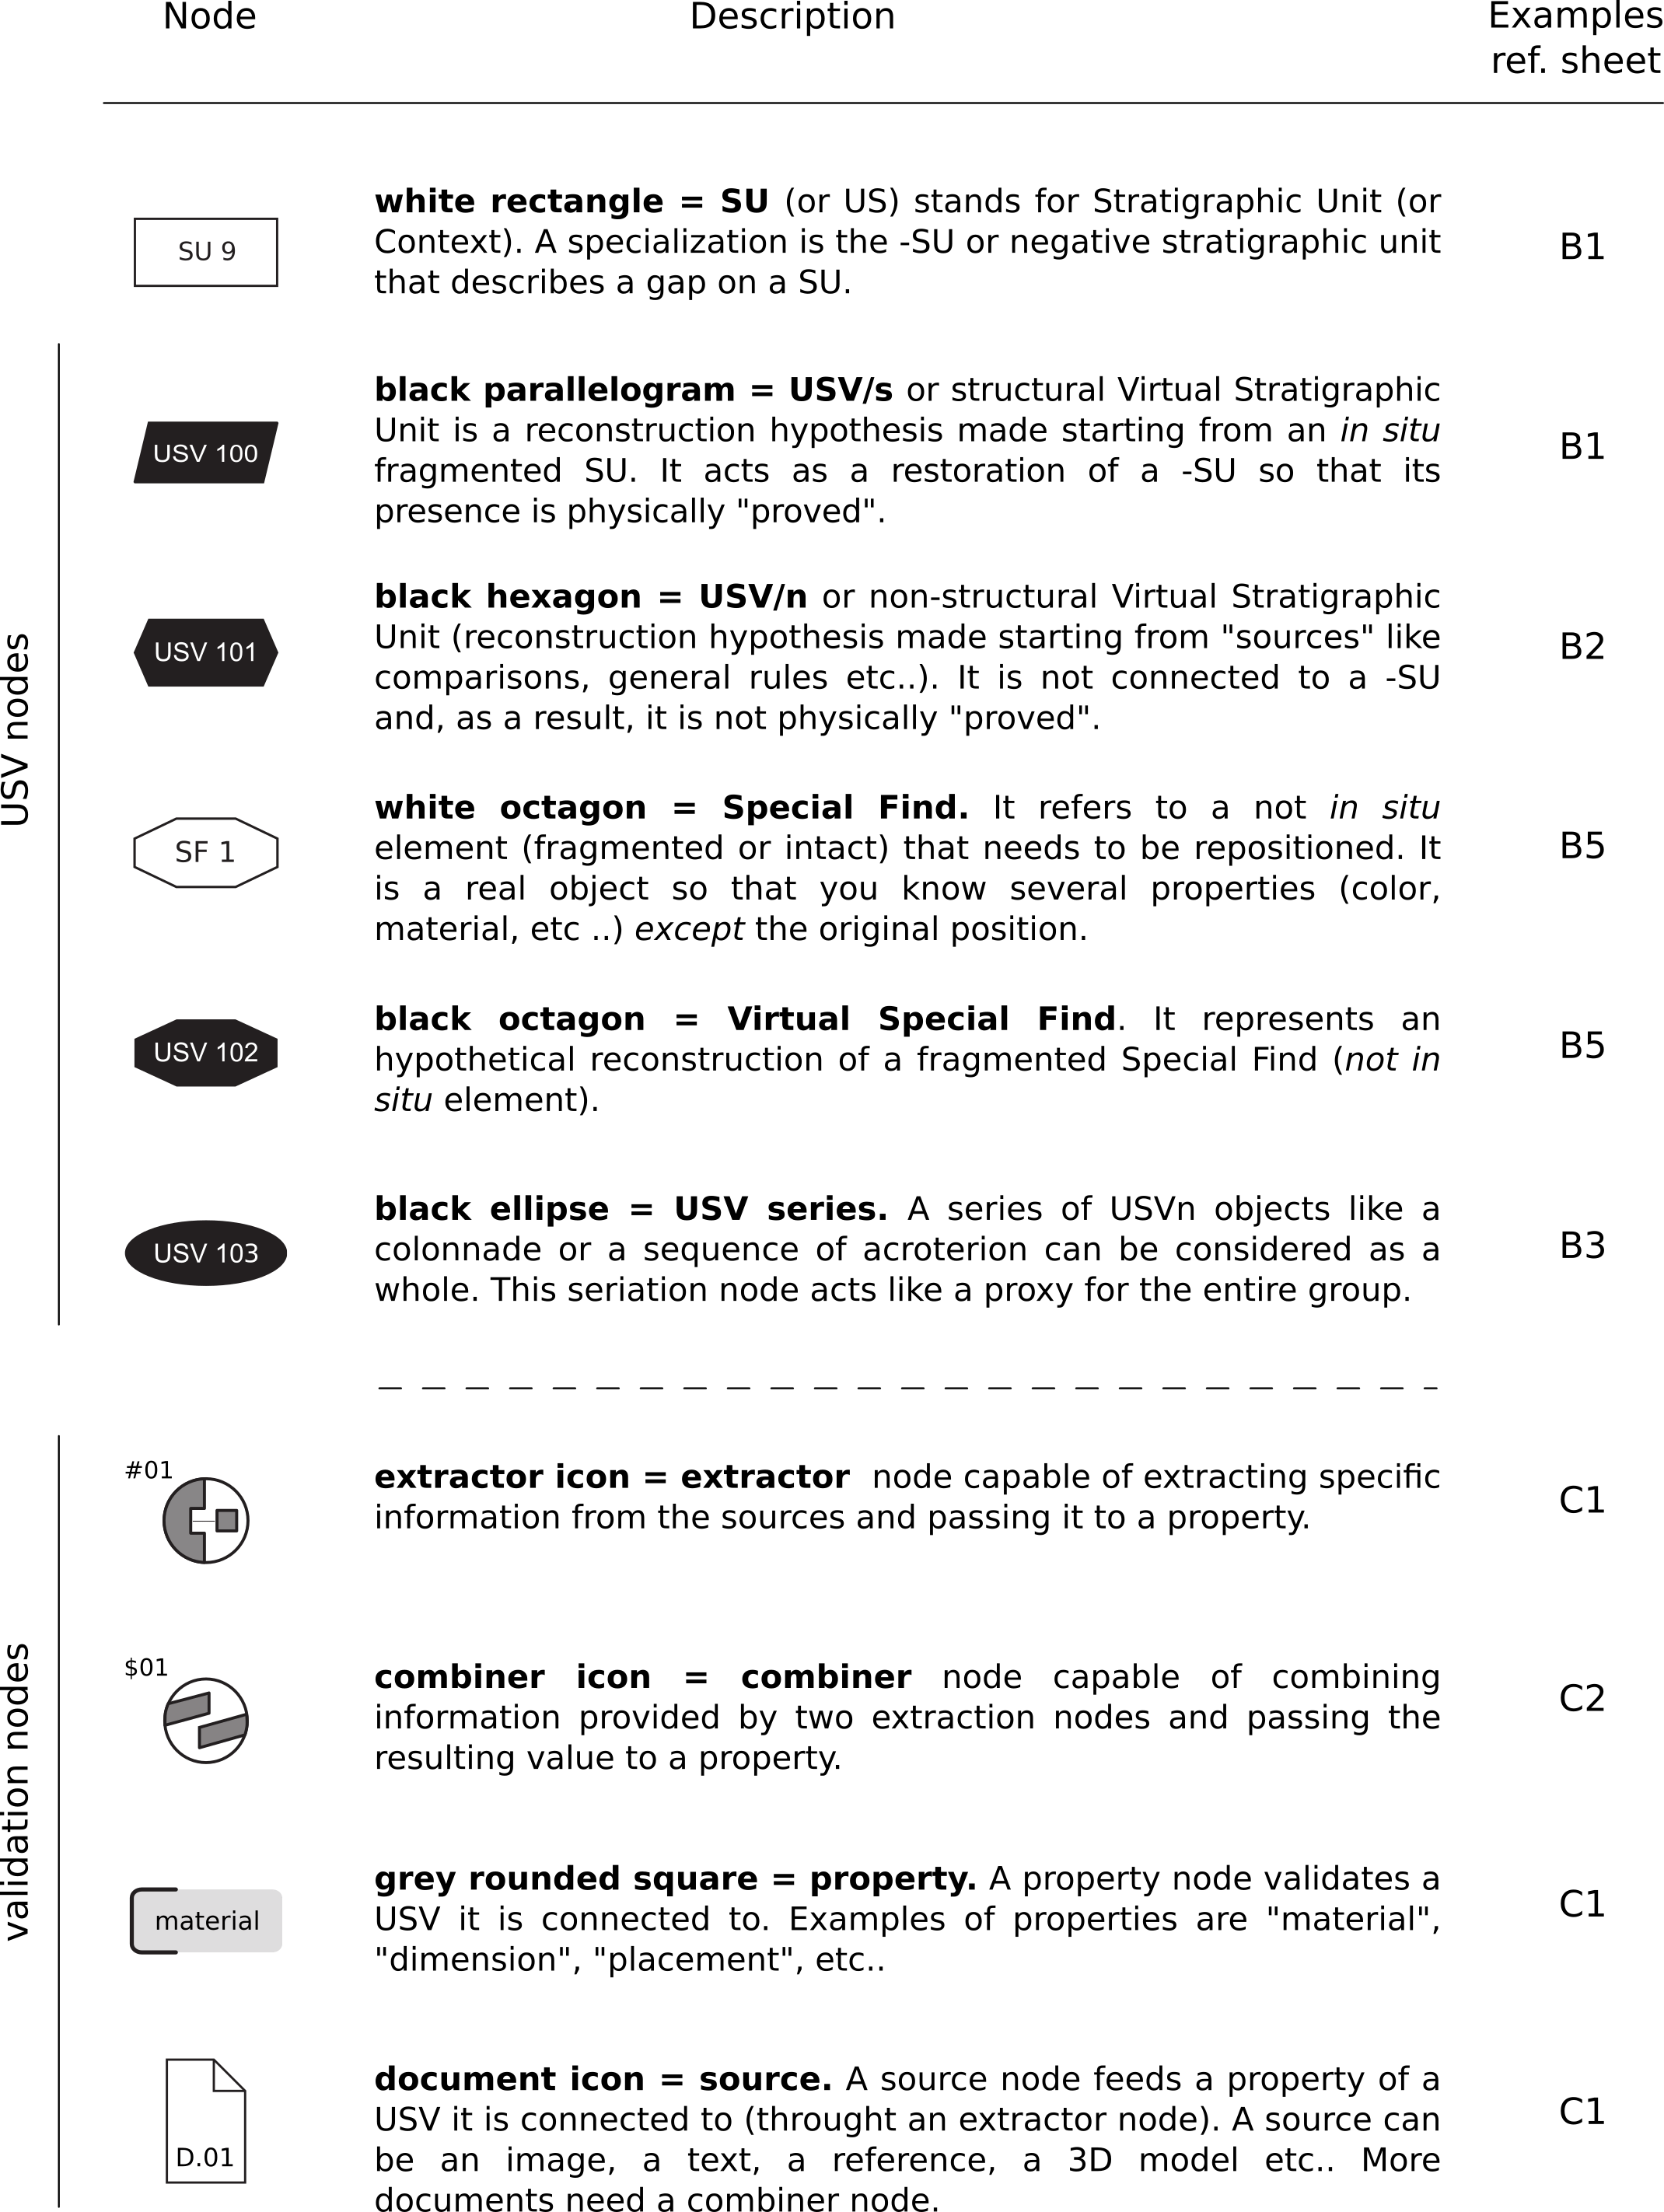 Node Description Examples
ref. sheet
SU 9
white rectangle = SU (or US) stands for Stratigraphic Unit (or
Context). A specialization is the -SU or negative stratigraphic unit
that describes a gap on a SU.
B1
USV nodes
USV 100
black parallelogram = USV/s or structural Virtual Stratigraphic
Unit is a reconstruction hypothesis made starting from an in situ
fragmented SU. It acts as a restoration of a -SU so that its
presence is physically "proved".
B1
USV 101
black hexagon = USV/n or non-structural Virtual Stratigraphic
Unit (reconstruction hypothesis made starting from "sources" like
comparisons, general rules etc..). It is not connected to a -SU
and, as a result, it is not physically "proved".
B2
SF 1
white octagon = Special Find. It refers to a not in situ
element (fragmented or intact) that needs to be repositioned. It
is a real object so that you know several properties (color,
material, etc ..) except the original position.
B5
USV 102
black octagon = Virtual Special Find. It represents an
hypothetical reconstruction of a fragmented Special Find (not in
situ element).
B5
USV 103
black ellipse = USV series. A series of USVn objects like a
colonnade or a sequence of acroterion can be considered as a
whole. This seriation node acts like a proxy for the entire group.
B3
validation nodes
#01
extractor icon = extractor node capable of extracting specific
information from the sources and passing it to a property.
C1
$01
combiner icon = combiner node capable of combining
information provided by two extraction nodes and passing the
resulting value to a property.
C2
material
grey rounded square = property. A property node validates a
USV it is connected to. Examples of properties are "material",
"dimension", "placement", etc..
C1
D.01
document icon = source. A source node feeds a property of a
USV it is connected to (throught an extractor node). A source can
be an image, a text, a reference, a 3D model etc.. More
documents need a combiner node.
C1